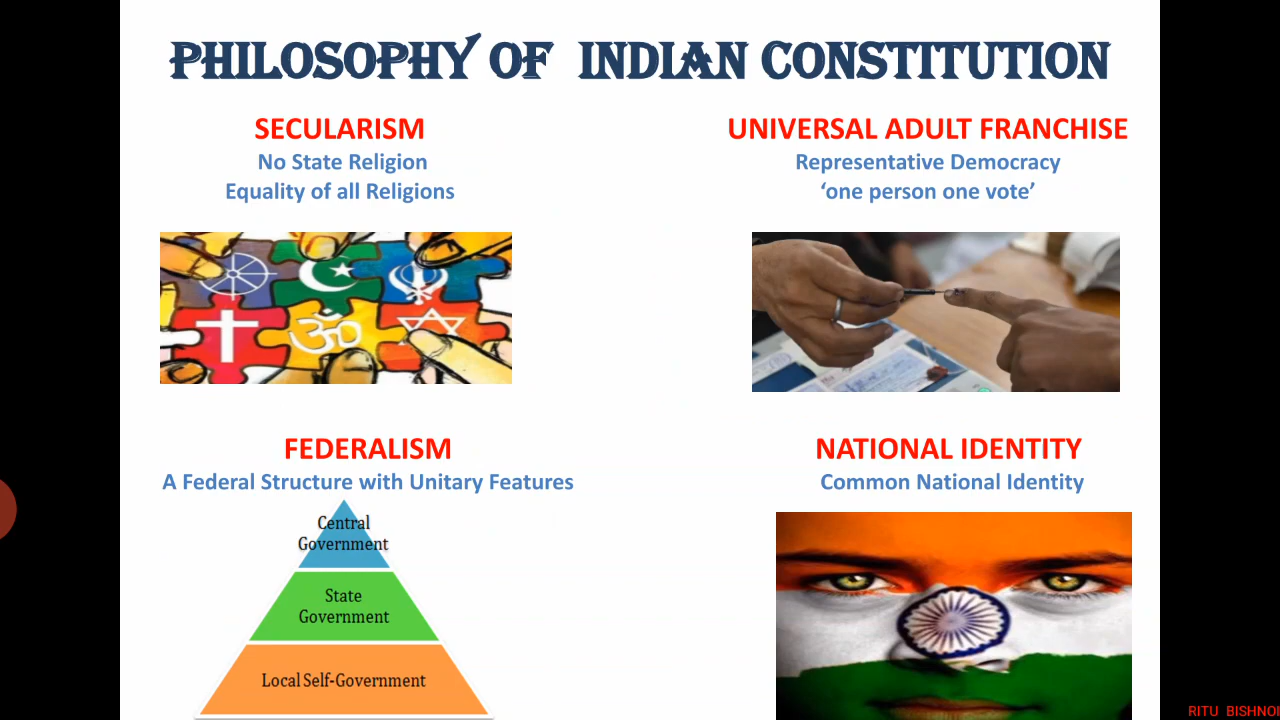 PHILOSOPHY OF INDIAN CONSTITUTION
SECULARISM
No State Religion
Equality of all Religions
UNIVERSAL ADULT FRANCHISE
Representative Democracy
‘one person one vote’
FEDERALISM
A Federal Structure with Unitary Features
Central
Government
State
Government
Local Self-Government
NATIONAL IDENTITY
Common National Identity
RITU BISHNOI